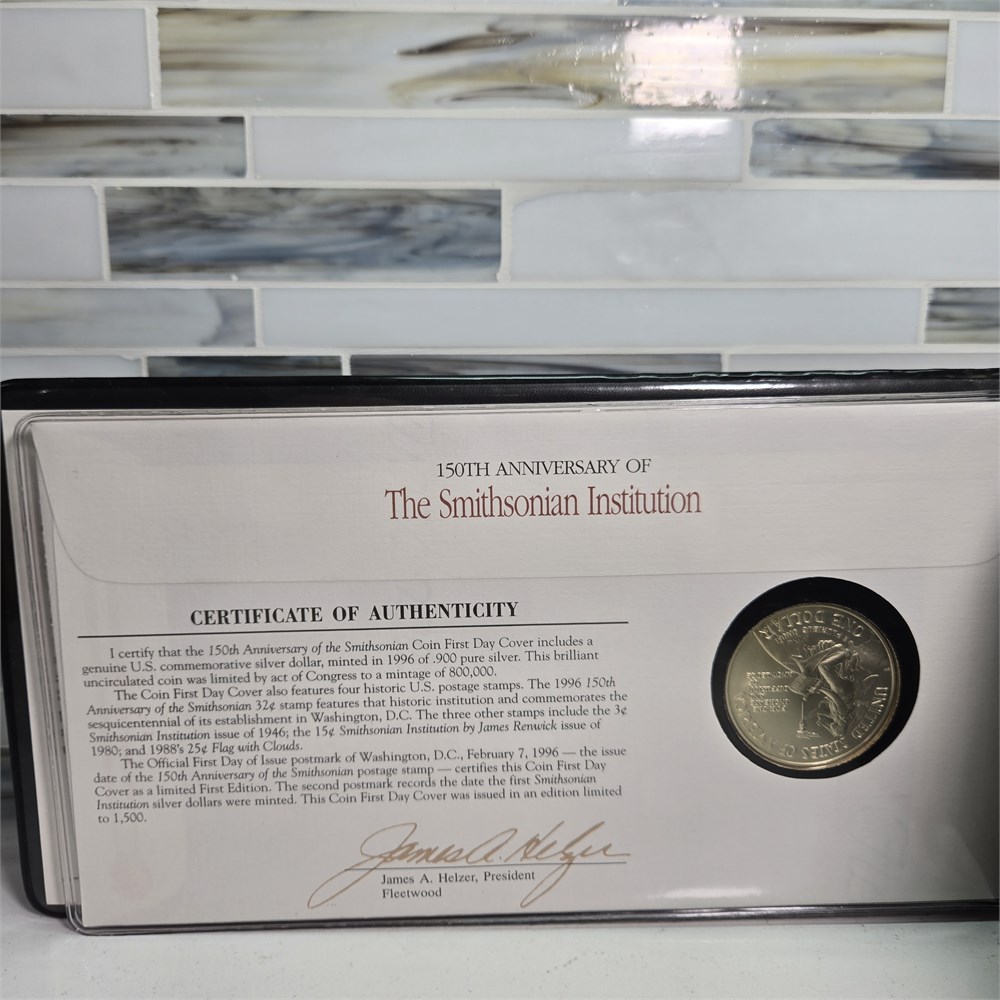 150TH ANNIVERSARY OF
The Smithsonian Institution
CERTIFICATE OF AUTHENTICITY
I certify that the 150th Anniversary of the Smithsonian Coin First Day Cover includes a
genuine U.S. commemorative silver dollar, minted in 1996 of .900 pure silver. This brilliant
uncirculated coin was limited by act of Congress to a mintage of 800,000.
The Coin First Day Cover also features four historic U.S. postage stamps. The 1996 150th
Anniversary of the Smithsonian 32¢ stamp features that historic institution and commemorates the
sesquicentennial of its establishment in Washington, D.C. The three other stamps include the 3¢
Smithsonian Institution issue of 1946; the 15¢ Smithsonian Institution by James Renwick issue of
1980; and 1988's 25¢ Flag with Clouds.
The Official First Day of Issue postmark of Washington, D.C., February 7, 1996 — the issue
date of the 150th Anniversary of the Smithsonian postage stamp — certifies this Coin First Day
Cover as a limited First Edition. The second postmark records the date the first Smithsonian
Institution silver dollars were minted. This Coin First Day Cover was issued in an edition limited
to 1,500.
James A. Helzer
James A. Helzer, President
Fleetwood
ONE DOLLAR
UNITED STATES OF